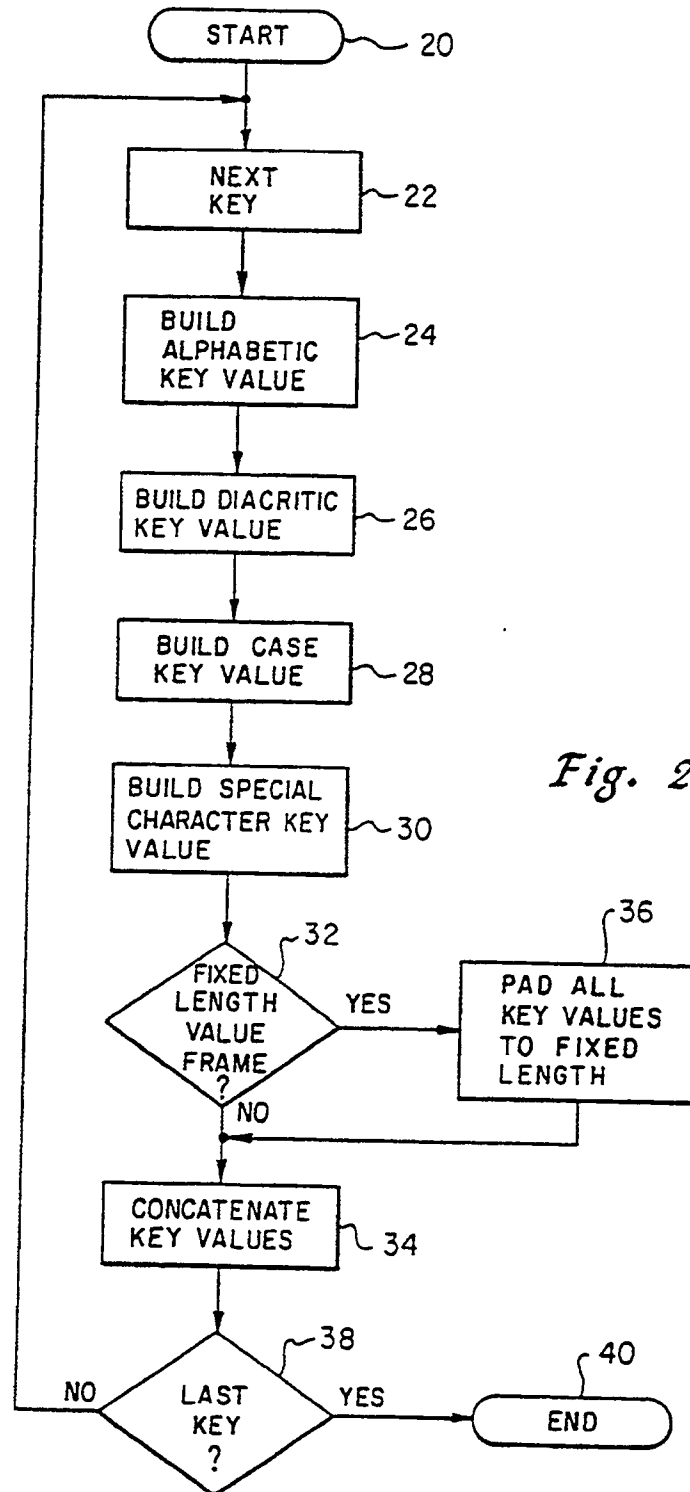 START
20
NEXT
KEY
22
BUILD
ALPHABETIC
KEY VALUE
24
BUILD DIACRITIC
KEY VALUE
26
BUILD CASE
KEY VALUE
28
BUILD SPECIAL
CHARACTER KEY
VALUE
30
Fig. 2
32
FIXED
LENGTH
VALUE
FRAME
?
YES
NO
36
PAD ALL
KEY VALUES
TO FIXED
LENGTH
CONCATENATE
KEY VALUES
34
38
LAST
KEY
?
NO
YES
40
END